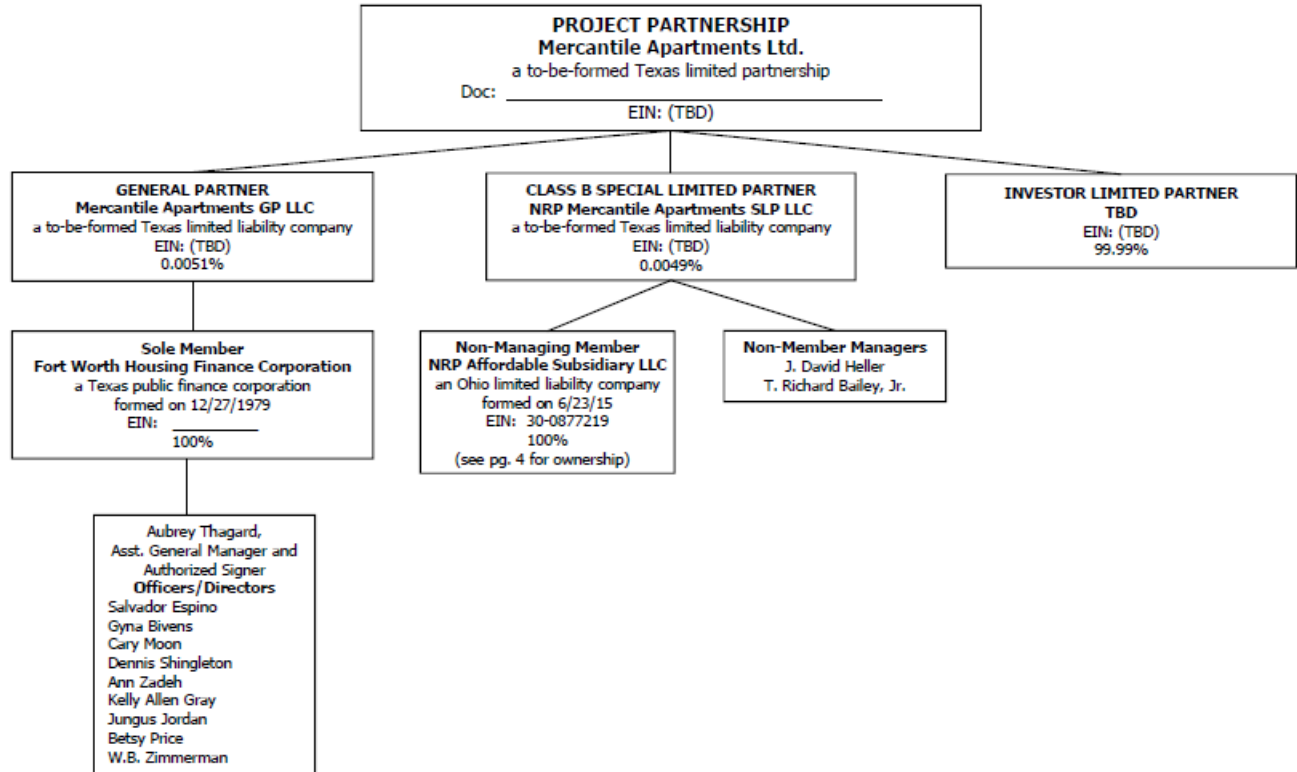 PROJECT PARTNERSHIP
Mercantile Apartments Ltd.
a to-be-formed Texas limited partnership
Doc:
EIN: (TBD)
GENERAL PARTNER
Mercantile Apartments GP LLC
a to-be-formed Texas limited liability company
EIN: (TBD)
0.0051%
CLASS B SPECIAL LIMITED PARTNER
NRP Mercantile Apartments SLP LLC
a to-be-formed Texas limited liability company
EIN: (TBD)
0.0049%
INVESTOR LIMITED PARTNER
TBD
EIN: (TBD)
99.99%
Sole Member
Fort Worth Housing Finance Corporation
a Texas public finance corporation
formed on 12/27/1979
EIN:
100%
Non-Managing Member
NRP Affordable Subsidiary LLC
an Ohio limited liability company
formed on 6/23/15
EIN: 30-0877219
100%
(see pg. 4 for ownership)
Non-Member Managers
J. David Heller
T. Richard Bailey, Jr.
Aubrey Thagard,
Asst. General Manager and
Authorized Signer
Officers/Directors
Salvador Espino
Gyna Bivens
Cary Moon
Dennis Shingleton
Ann Zadeh
Kelly Allen Gray
Jungus Jordan
Betsy Price
W.B. Zimmerman